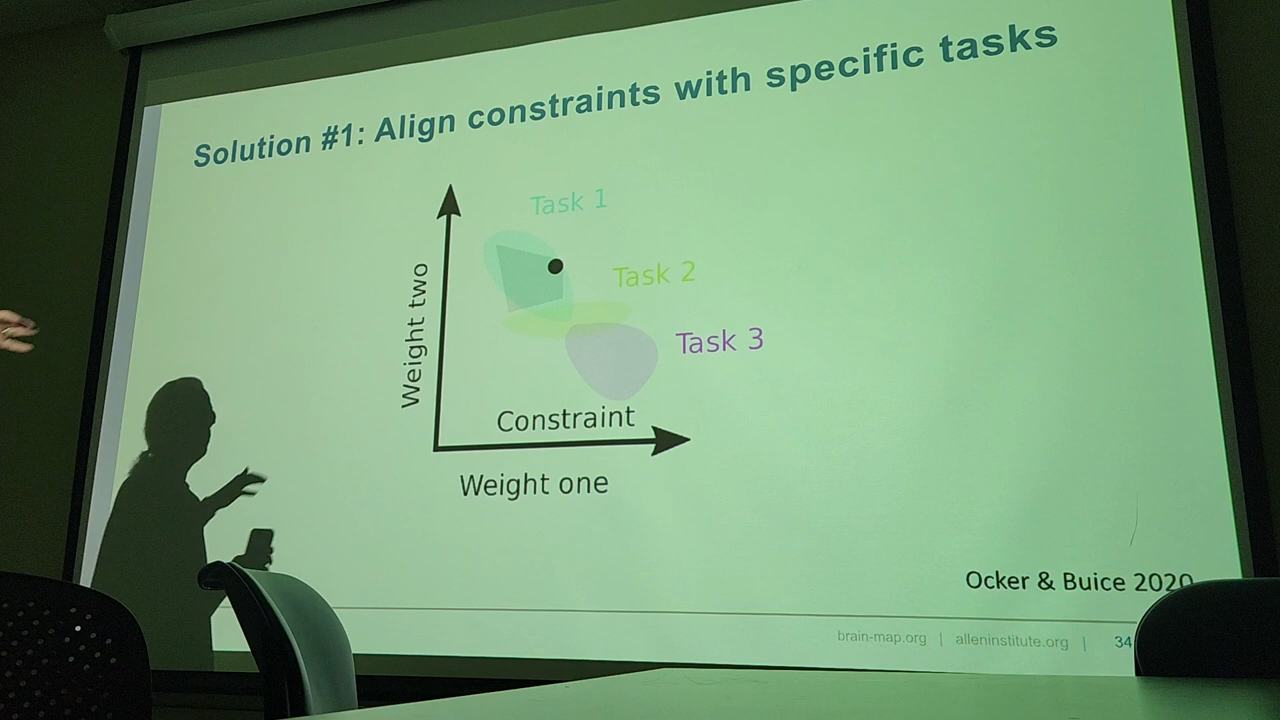 Solution #1: Align constraints with specific tasks
Task 1
Task 2
Task 3
Weight two
Constraint
Weight one
Ocker & Buice 2020
brain-map.org | alleninstitute.org | 34